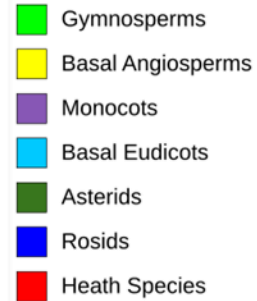 Gymnosperms
Basal Angiosperms
Monocots
Basal Eudicots
Asterids
Rosids
Heath Species